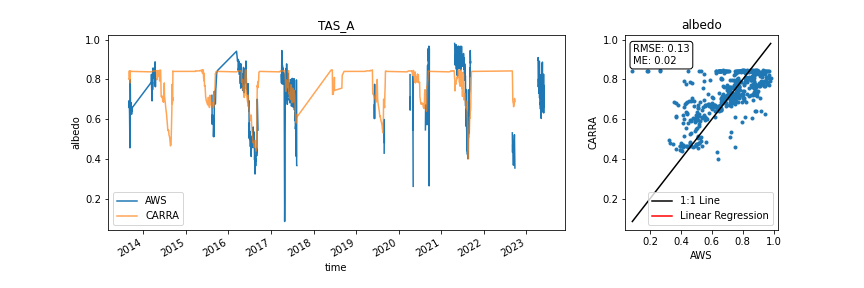 TAS_A
albedo
1.0
0.8
0.6
0.4
0.2
AWS
CARRA
2014
2015
2016
2017
2018
2019
2020
2021
2022
2023
time
albedo
CARRA
1.0
0.8
0.6
0.4
0.2
RMSE: 0.13
ME: 0.02
1:1 Line
Linear Regression
0.2
0.4
0.6
0.8
1.0
AWS